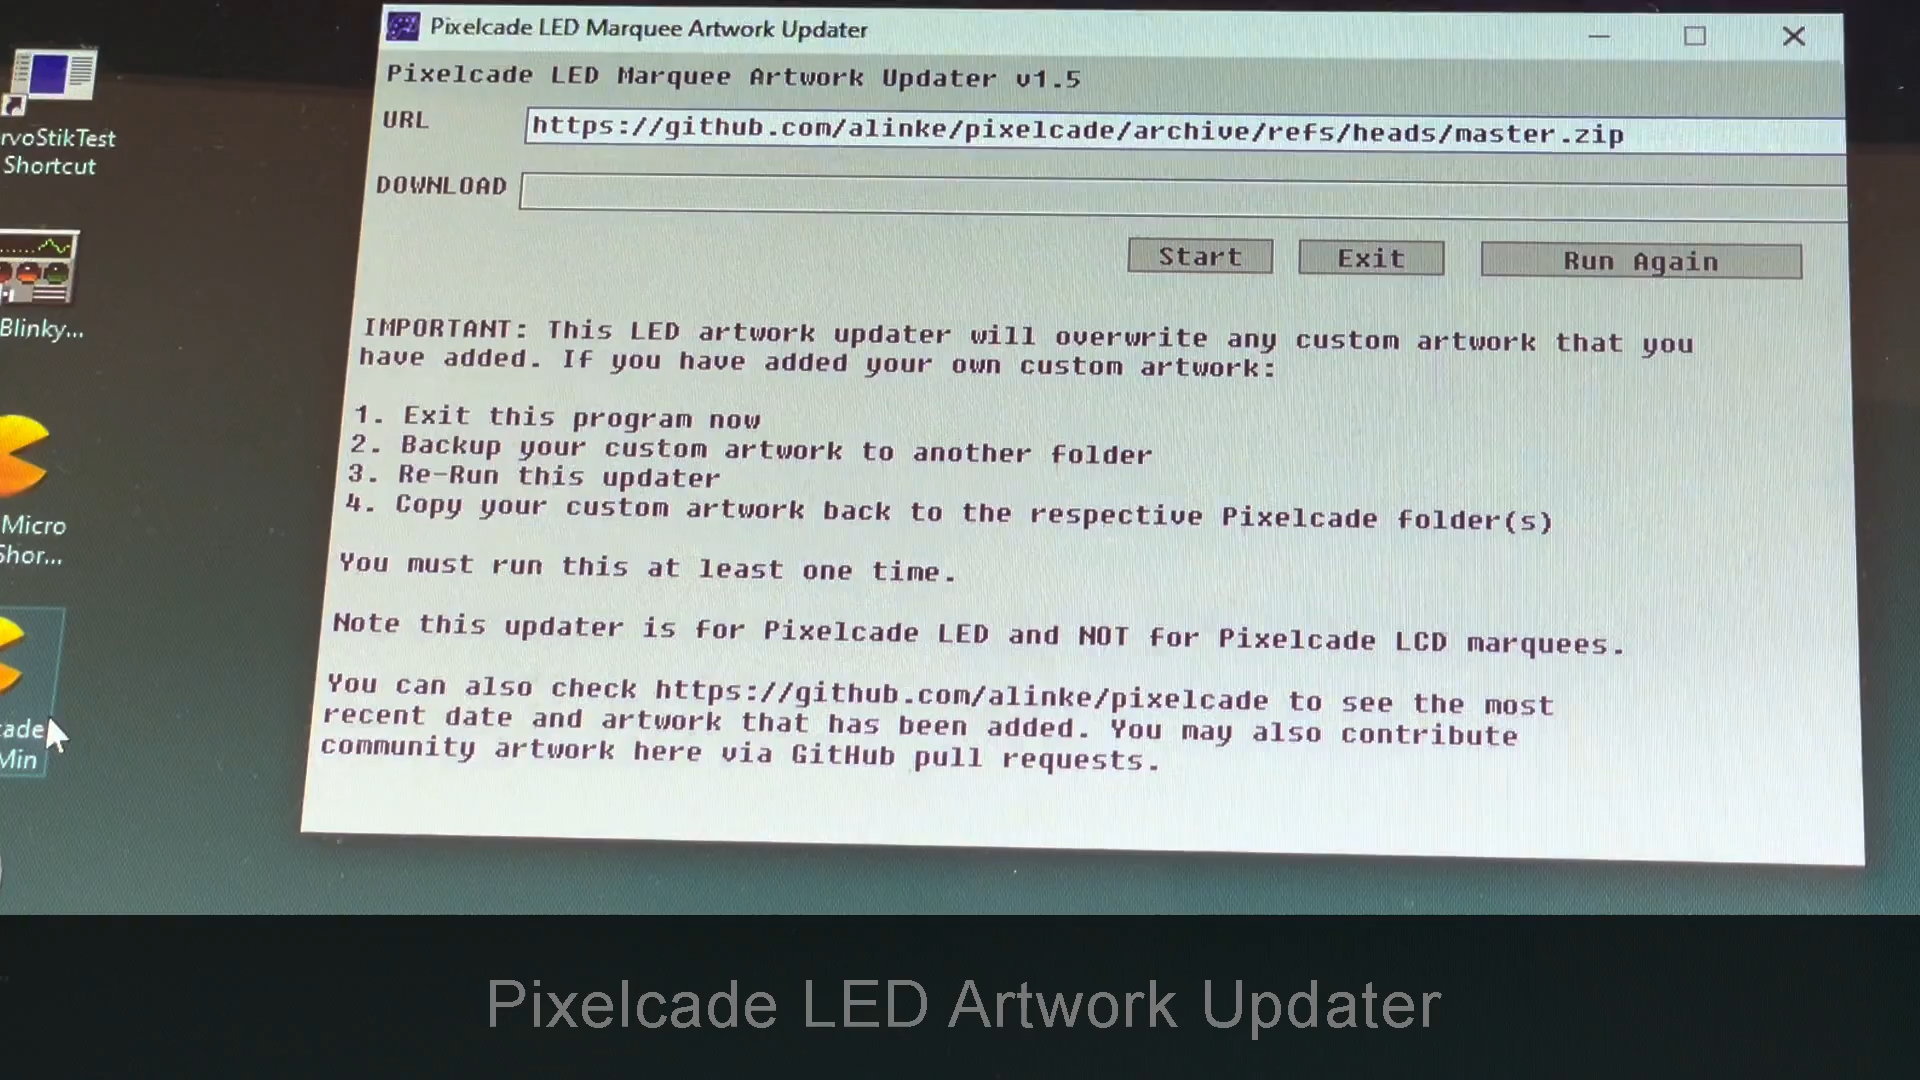 Pixelcade LED Marquee Artwork Updater
Pixelcade LED Marquee Artwork Updater v1.5
URL
https://github.com/alinke/pixelcade/archive/refs/heads/master.zip
DOWNLOAD
Start
Exit
Run Again
IMPORTANT: This LED artwork updater will overwrite any custom artwork that you
have added. If you have added your own custom artwork:
1. Exit this program now
2. Backup your custom artwork to another folder
3. Re-Run this updater
4. Copy your custom artwork back to the respective Pixelcade folder(s)
You must run this at least one time.
Note this updater is for Pixelcade LED and NOT for Pixelcade LCD marquees.
You can also check https://github.com/alinke/pixelcade to see the most
recent date and artwork that has been added. You may also contribute
community artwork here via GitHub pull requests.
rvoStikTest
Shortcut
Blinky...
Micro
Shor...
cade
Min
Pixelcade LED Artwork Updater